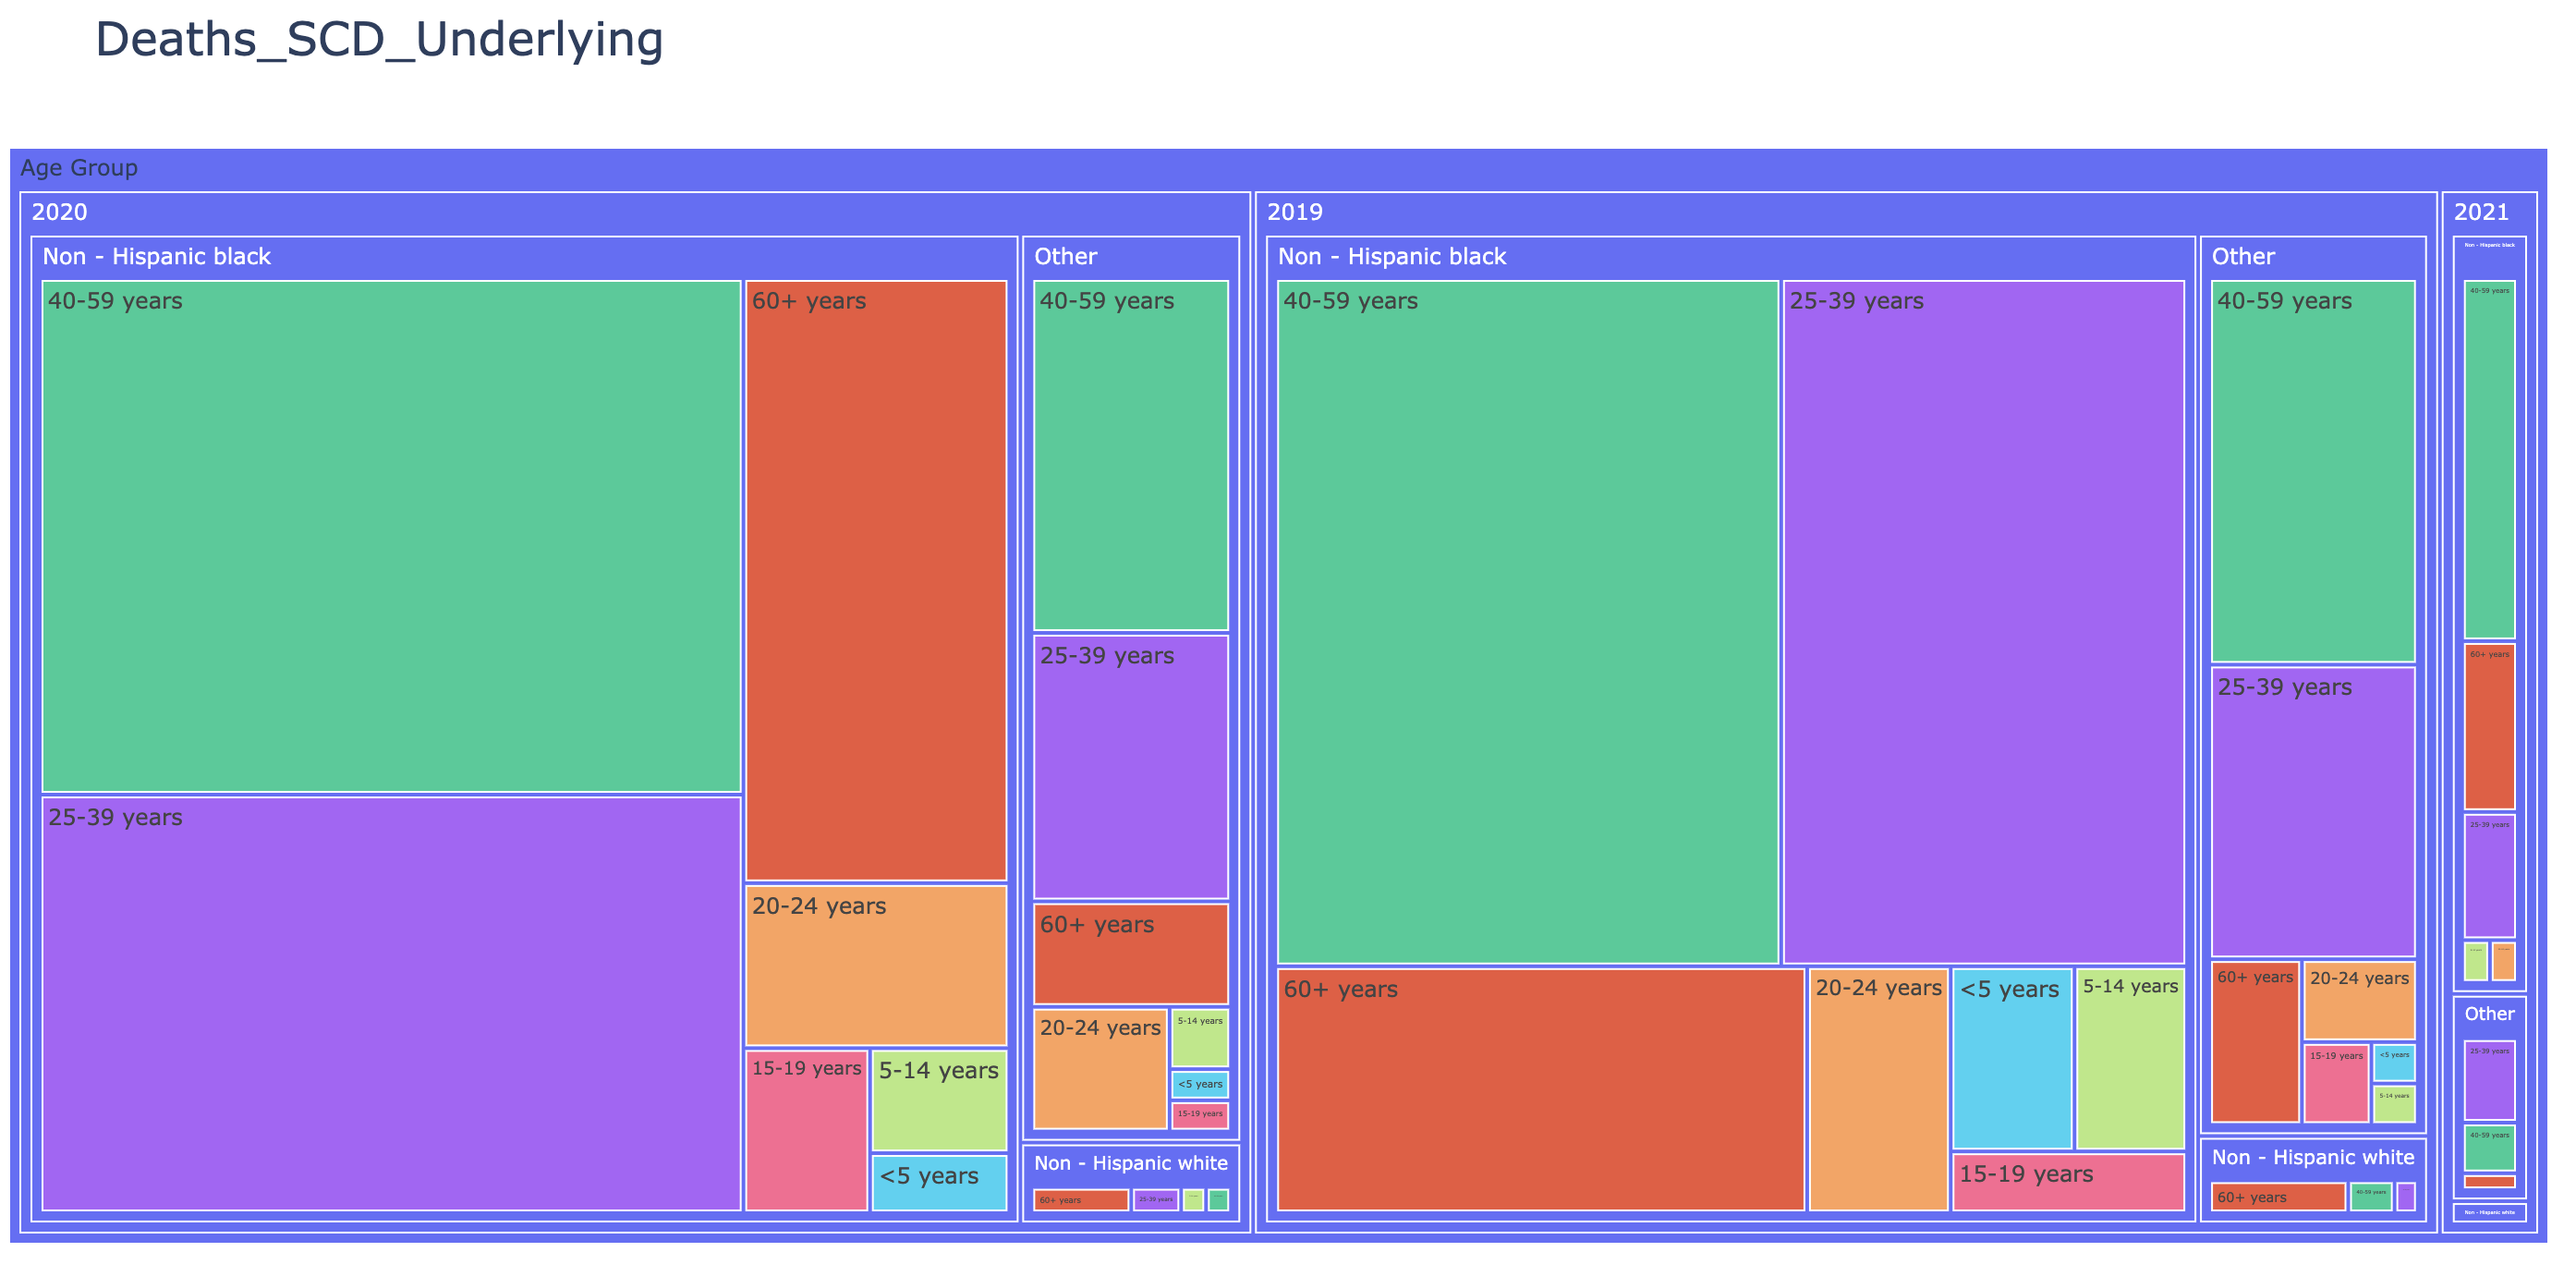 Deaths_SCD_Underlying
Age Group
2020
Non - Hispanic black
40-59 years
60+ years
25-39 years
20-24 years
15-19 years
5-14 years
<5 years
Other
40-59 years
25-39 years
60+ years
20-24 years
5-14 years
<5 years
15-19 years
Non - Hispanic white
60+ years
25-39 years
2019
Non - Hispanic black
40-59 years
25-39 years
60+ years
20-24 years
<5 years
5-14 years
15-19 years
Other
40-59 years
25-39 years
60+ years
20-24 years
15-19 years
<5 years
5-14 years
Non - Hispanic white
60+ years
40-59 years
2021
Non - Hispanic black
40-59 years
60+ years
25-39 years
Other
25-39 years
40-59 years
Non - Hispanic white